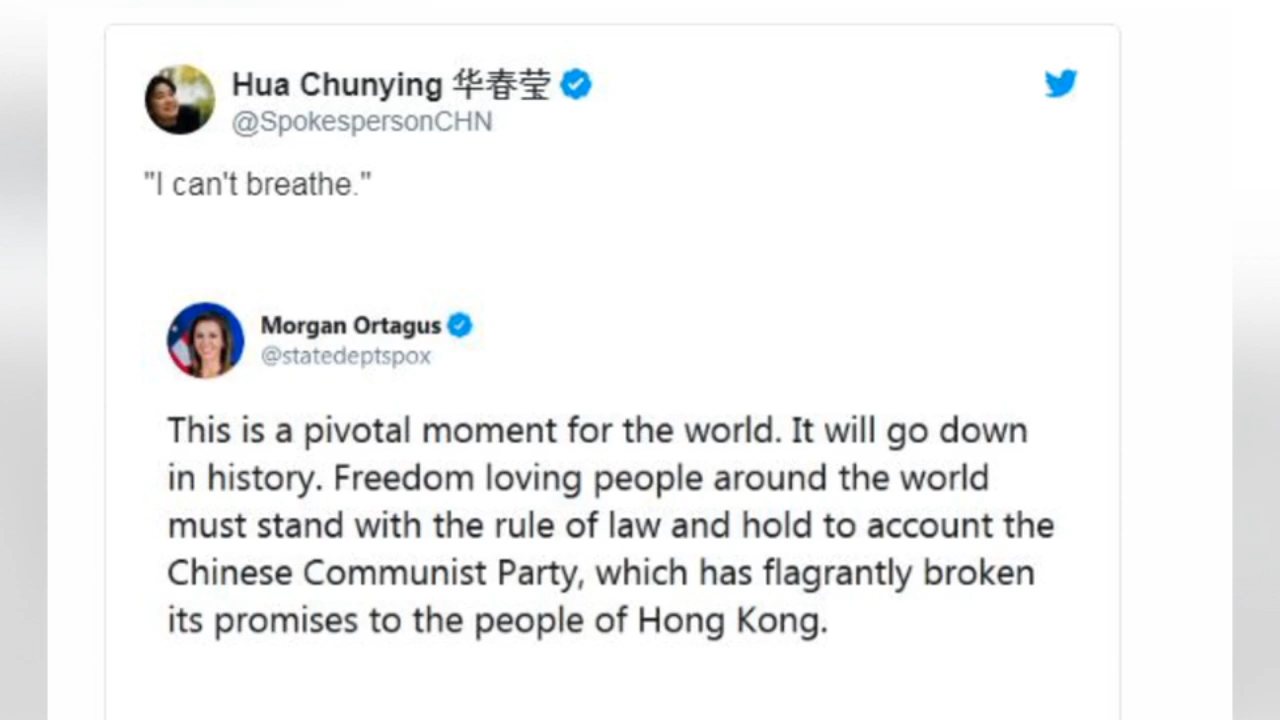 Hua Chunying 华春莹
@SpokespersonCHN
"I can't breathe."
Morgan Ortagus
@statedeptspox
This is a pivotal moment for the world. It will go down
in history. Freedom loving people around the world
must stand with the rule of law and hold to account the
Chinese Communist Party, which has flagrantly broken
its promises to the people of Hong Kong.